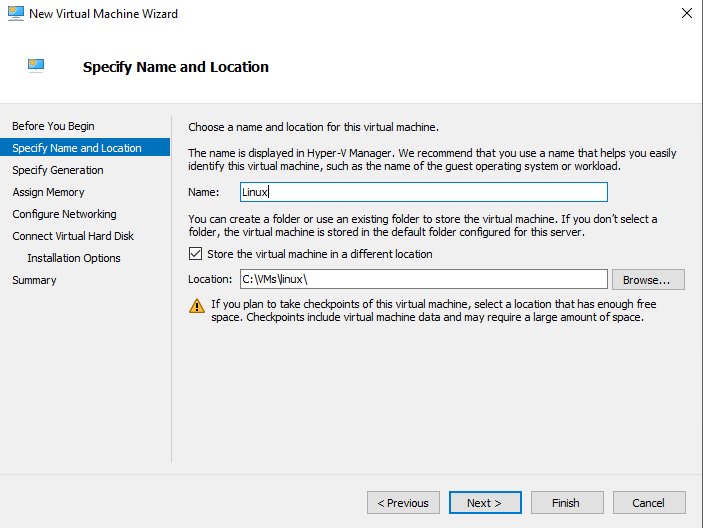 New Virtual Machine Wizard
Specify Name and Location
Before You Begin
Specify Name and Location
Specify Generation
Assign Memory
Configure Networking
Connect Virtual Hard Disk
Installation Options
Summary
Choose a name and location for this virtual machine.
The name is displayed in Hyper-V Manager. We recommend that you use a name that helps you easily
identify this virtual machine, such as the name of the guest operating system or workload.
Name: Linux
You can create a folder or use an existing folder to store the virtual machine. If you don't select a
folder, the virtual machine is stored in the default folder configured for this server.
Store the virtual machine in a different location
Location: C:\VMs\linux\ Browse...
If you plan to take checkpoints of this virtual machine, select a location that has enough free
space. Checkpoints include virtual machine data and may require a large amount of space.
< Previous Next > Finish Cancel